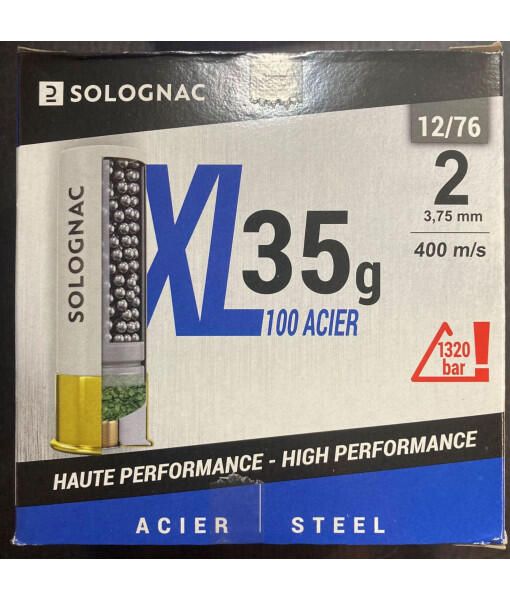 SOLOGNAC
12/76
2
3,75 mm
400 m/s
SOLOGNAC
XL 35g
100 ACIER
1320
bar
!
HAUTE PERFORMANCE - HIGH PERFORMANCE
ACIER | STEEL